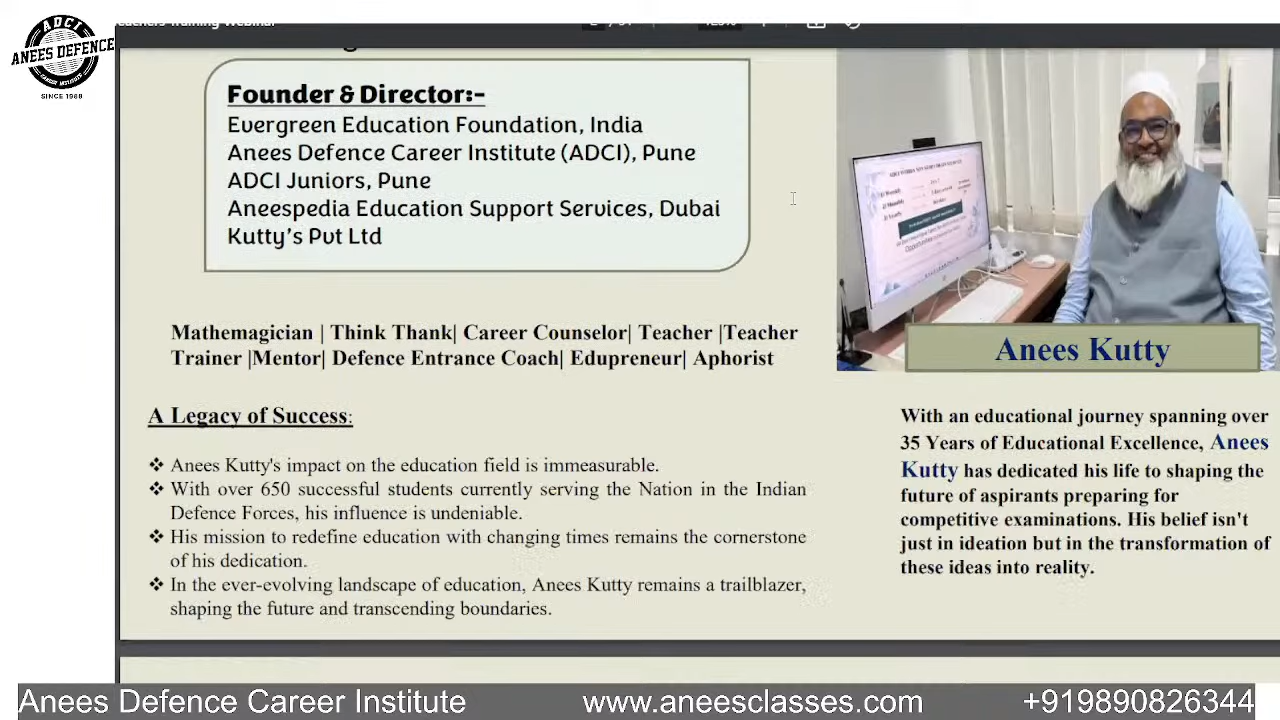 ADCI
ANEES DEFENCE
CAREER INSTITUTE
SINCE 1988
Founder & Director:-
Evergreen Education Foundation, India
Anees Defence Career Institute (ADCI), Pune
ADCI Juniors, Pune
Aneespedia Education Support Services, Dubai
Kutty's Pvt Ltd
Mathemagician | Think Thank| Career Counselor| Teacher |Teacher
Trainer |Mentor| Defence Entrance Coach| Edupreneur| Aphorist
A Legacy of Success:
❖ Anees Kutty's impact on the education field is immeasurable.
❖ With over 650 successful students currently serving the Nation in the Indian
Defence Forces, his influence is undeniable.
❖ His mission to redefine education with changing times remains the cornerstone
of his dedication.
❖ In the ever-evolving landscape of education, Anees Kutty remains a trailblazer,
shaping the future and transcending boundaries.
Anees Kutty
With an educational journey spanning over
35 Years of Educational Excellence, Anees
Kutty has dedicated his life to shaping the
future of aspirants preparing for
competitive examinations. His belief isn't
just in ideation but in the transformation of
these ideas into reality.
Anees Defence Career Institute
www.aneesclasses.com
+919890826344